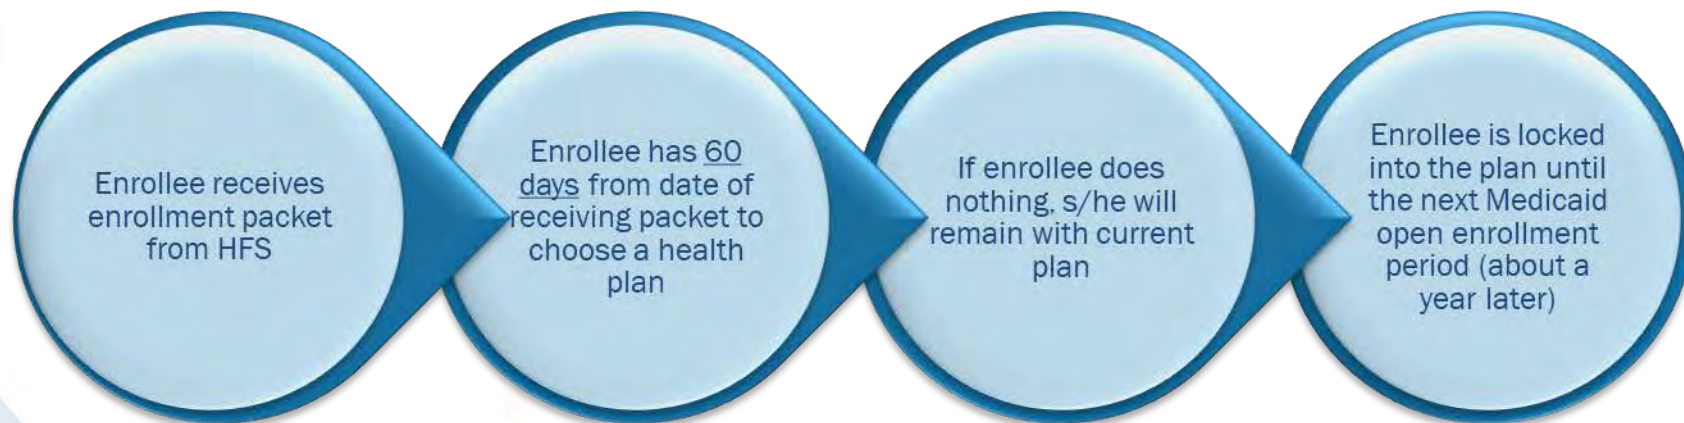 Enrollee receives
enrollment packet
from HFS
Enrollee has 60
days from date of
receiving packet to
choose a health
plan
If enrollee does
nothing, s/he will
remain with current
plan
Enrollee is locked
into the plan until
the next Medicaid
open enrollment
period (about a
year later)